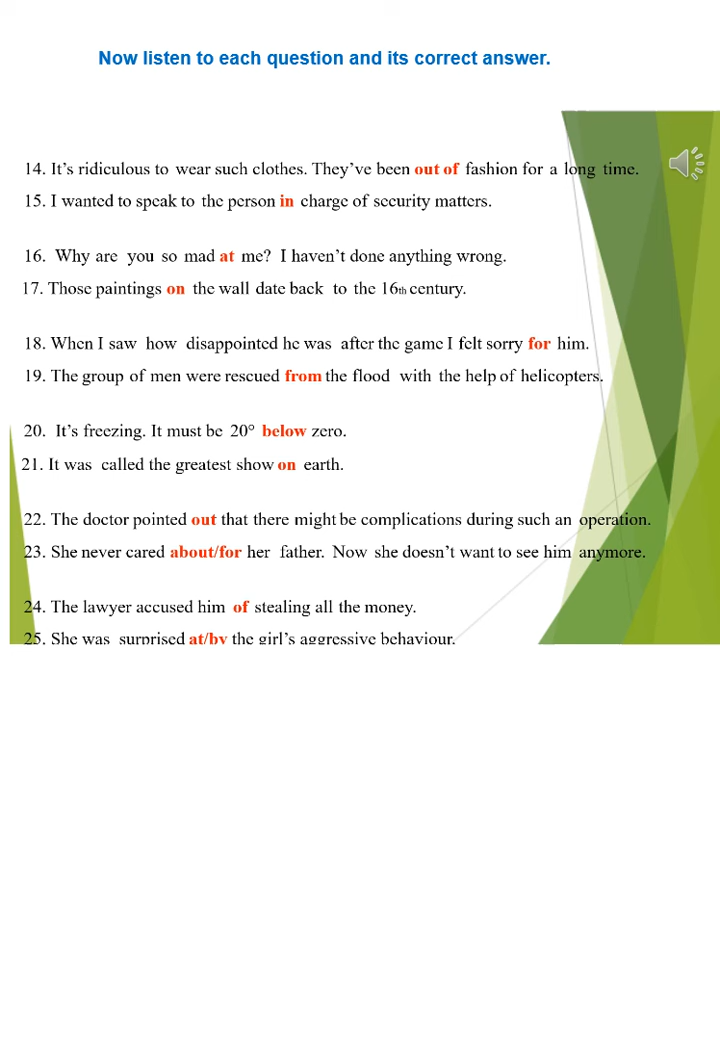 Now listen to each question and its correct answer.
14. It's ridiculous to wear such clothes. They've been out of fashion for a long time.
15. I wanted to speak to the person in charge of security matters.
16. Why are you so mad at me? I haven't done anything wrong.
17. Those paintings on the wall date back to the 16th century.
18. When I saw how disappointed he was after the game I felt sorry for him.
19. The group of men were rescued from the flood with the help of helicopters.
20. It's freezing. It must be 20° below zero.
21. It was called the greatest show on earth.
22. The doctor pointed out that there might be complications during such an operation.
23. She never cared about/for her father. Now she doesn't want to see him anymore.
24. The lawyer accused him of stealing all the money.
25. She was surprised at/by the girl's aggressive behaviour.